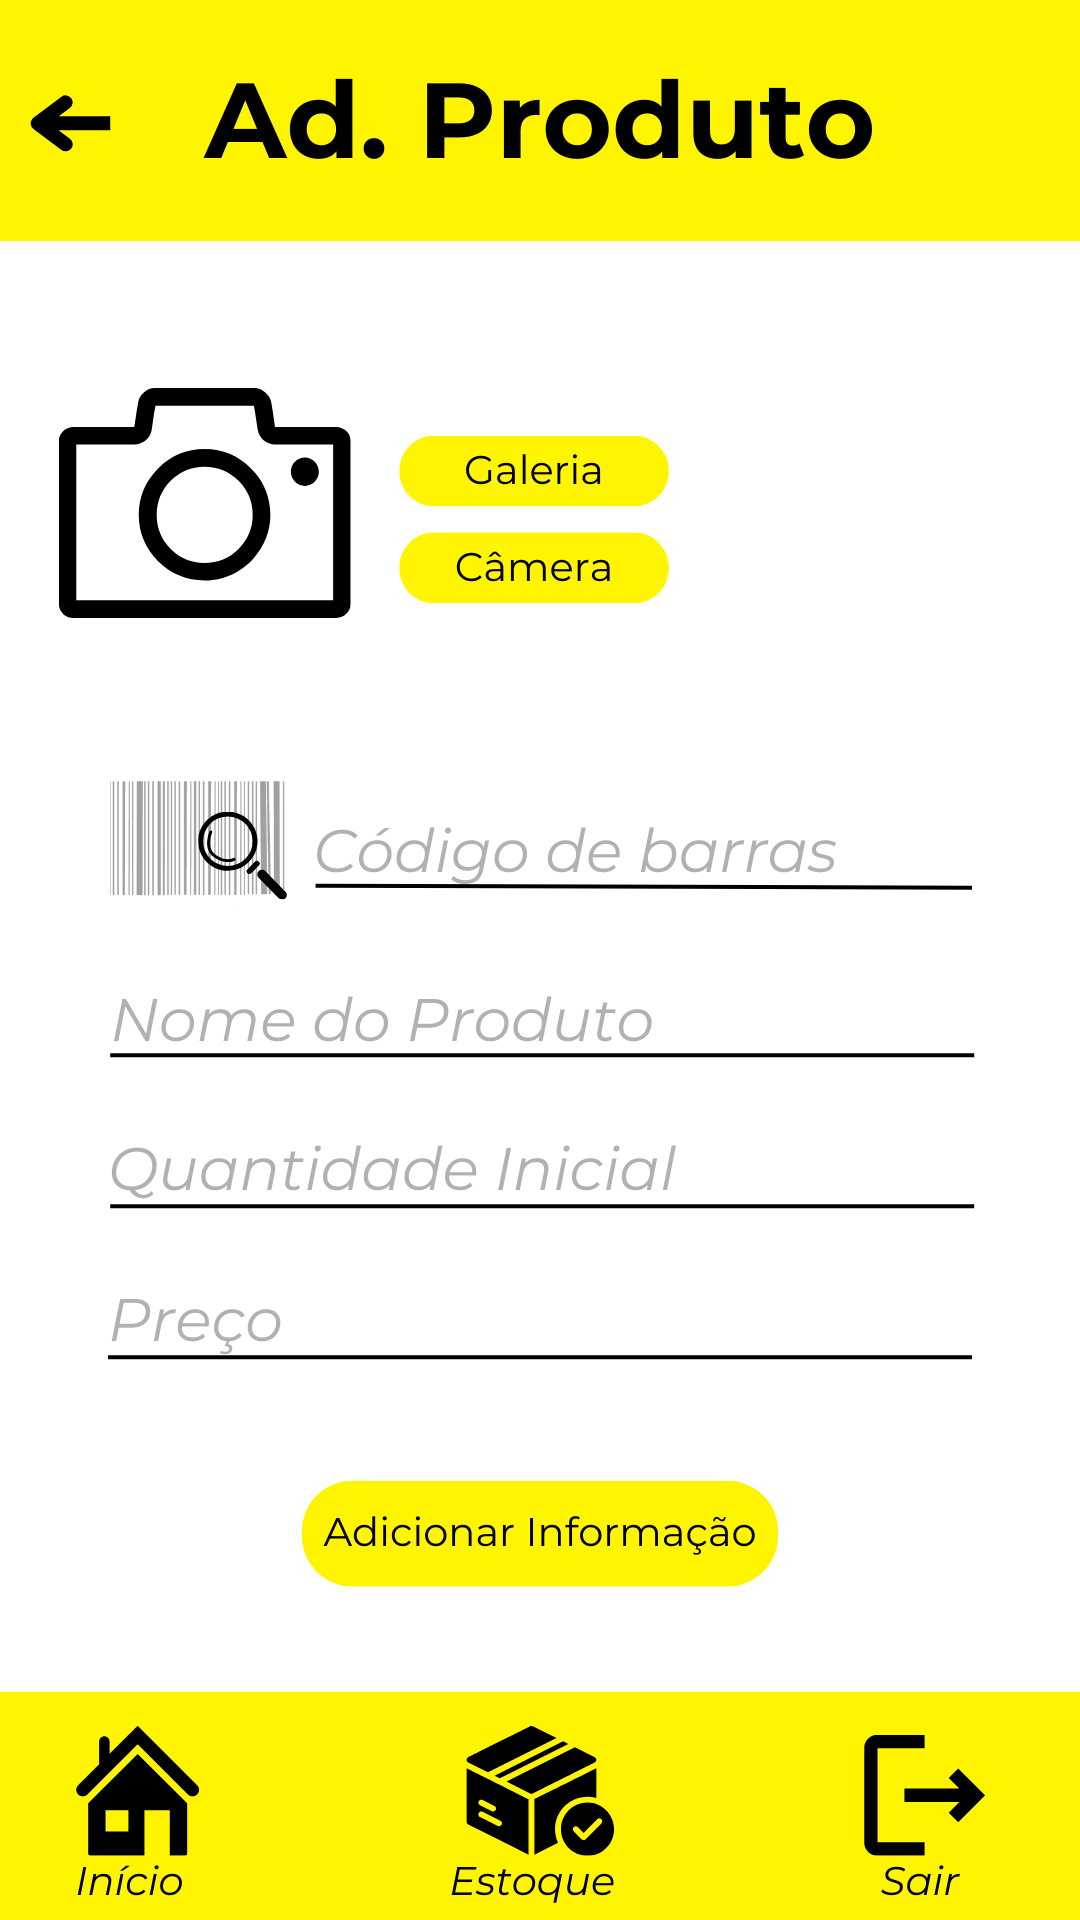 Ad. Produto
Galeria
Câmera
Código de barras
Nome do Produto
Quantidade Inicial
Preço
Adicionar Informação
Início
Estoque
Sair